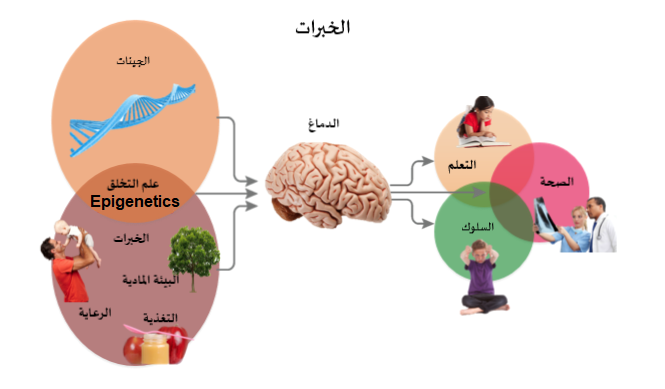 الخبرات
الجينات
علم التخلق
Epigenetics
الخبرات
البيئة المادية
الرعاية
التغذية
الدماغ
التعلم
الصحة
السلوك